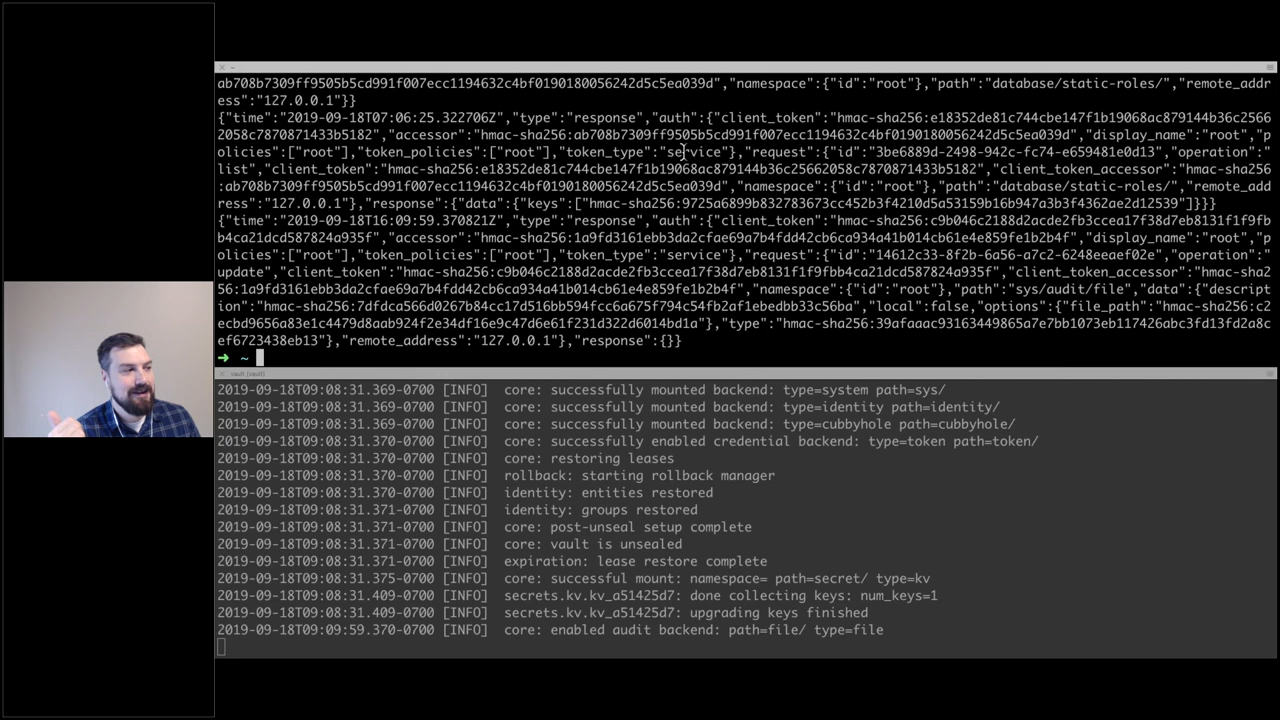 ~
ab708b7309ff9505b5cd991f007ecc1194632c4bf0190180056242d5c5ea039d","namespace":{"id":"root"},"path":"database/static-roles/","remote_addr
ess":"127.0.0.1"}}
{"time":"2019-09-18T07:06:25.322706Z","type":"response","auth":{"client_token":"hmac-sha256:e18352de81c744cbe147f1b19068ac879144b36c2566
2058c7870871433b5182","accessor":"hmac-sha256:ab708b7309ff9505b5cd991f007ecc1194632c4bf0190180056242d5c5ea039d","display_name":"root","p
olicies":["root"],"token_policies":["root"],"token_type":"service"},"request":{"id":"3be6889d-2498-942c-fc74-e659481e0d13","operation":"
list","client_token":"hmac-sha256:e18352de81c744cbe147f1b19068ac879144b36c25662058c7870871433b5182","client_token_accessor":"hmac-sha256
:ab708b7309ff9505b5cd991f007ecc1194632c4bf0190180056242d5c5ea039d","namespace":{"id":"root"},"path":"database/static-roles/","remote_add
ress":"127.0.0.1"},"response":{"data":{"keys":["hmac-sha256:9725a6899b832783673cc452b3f4210d5a53159b16b947a3b3f4362ae2d12539"]}}}
{"time":"2019-09-18T16:09:59.370821Z","type":"response","auth":{"client_token":"hmac-sha256:c9b046c2188d2acde2fb3ccea17f38d7eb8131f1f9fb
b4ca21dcd587824a935f","accessor":"hmac-sha256:1a9fd3161ebb3da2cfae69a7b4fdd42cb6ca934a41b014cb61e4e859fe1b2b4f","display_name":"root","p
olicies":["root"],"token_policies":["root"],"token_type":"service"},"request":{"id":"14612c33-8f2b-6a56-a7c2-6248eeaef02e","operation":"
update","client_token":"hmac-sha256:c9b046c2188d2acde2fb3ccea17f38d7eb8131f1f9fbb4ca21dcd587824a935f","client_token_accessor":"hmac-sha2
56:1a9fd3161ebb3da2cfae69a7b4fdd42cb6ca934a41b014cb61e4e859fe1b2b4f","namespace":{"id":"root"},"path":"sys/audit/file","data":{"descript
ion":"hmac-sha256:7dfdca566d0267b84cc17d516bb594fcc6a675f794c54fb2af1ebedbb33c56ba","local":false,"options":{"file_path":"hmac-sha256:c2
ecbd9656a83e1c4479d8aab924f2e34df16e9c47d6e61f231d322d6014bd1a"},"type":"hmac-sha256:39afaaac93163449865a7e7bb1073eb117426abc3fd13fd2a8c
ef6723438eb13"},"remote_address":"127.0.0.1"},"response":{}}
➜ ~
vault (vault)
2019-09-18T09:08:31.369-0700 [INFO]  core: successfully mounted backend: type=system path=sys/
2019-09-18T09:08:31.369-0700 [INFO]  core: successfully mounted backend: type=identity path=identity/
2019-09-18T09:08:31.369-0700 [INFO]  core: successfully mounted backend: type=cubbyhole path=cubbyhole/
2019-09-18T09:08:31.370-0700 [INFO]  core: successfully enabled credential backend: type=token path=token/
2019-09-18T09:08:31.370-0700 [INFO]  core: restoring leases
2019-09-18T09:08:31.370-0700 [INFO]  rollback: starting rollback manager
2019-09-18T09:08:31.370-0700 [INFO]  identity: entities restored
2019-09-18T09:08:31.371-0700 [INFO]  identity: groups restored
2019-09-18T09:08:31.371-0700 [INFO]  core: post-unseal setup complete
2019-09-18T09:08:31.371-0700 [INFO]  core: vault is unsealed
2019-09-18T09:08:31.371-0700 [INFO]  expiration: lease restore complete
2019-09-18T09:08:31.375-0700 [INFO]  core: successful mount: namespace= path=secret/ type=kv
2019-09-18T09:08:31.409-0700 [INFO]  secrets.kv.kv_a51425d7: done collecting keys: num_keys=1
2019-09-18T09:08:31.409-0700 [INFO]  secrets.kv.kv_a51425d7: upgrading keys finished
2019-09-18T09:09:59.370-0700 [INFO]  core: enabled audit backend: path=file/ type=file